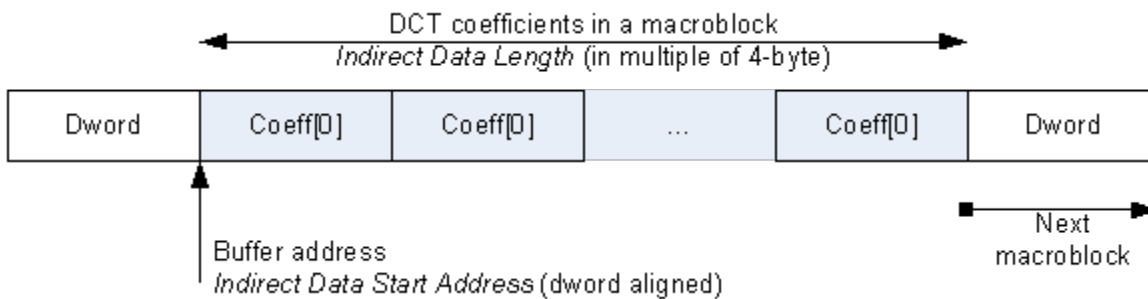 DCT coefficients in a macroblock
Indirect Data Length (in multiple of 4-byte)
Dword Coeff[0] Coeff[0] ... Coeff[0] Dword
Buffer address
Indirect Data Start Address (dword aligned)
Next
macroblock